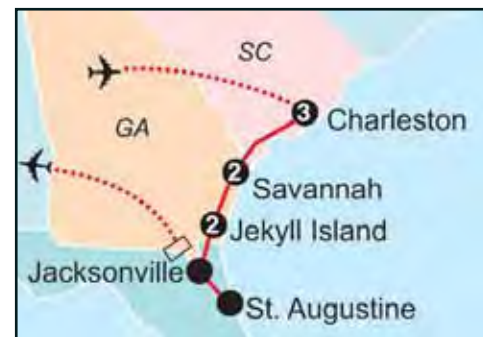 SC
GA
3 Charleston
2
Savannah
2 Jekyll Island
Jacksonville
St. Augustine